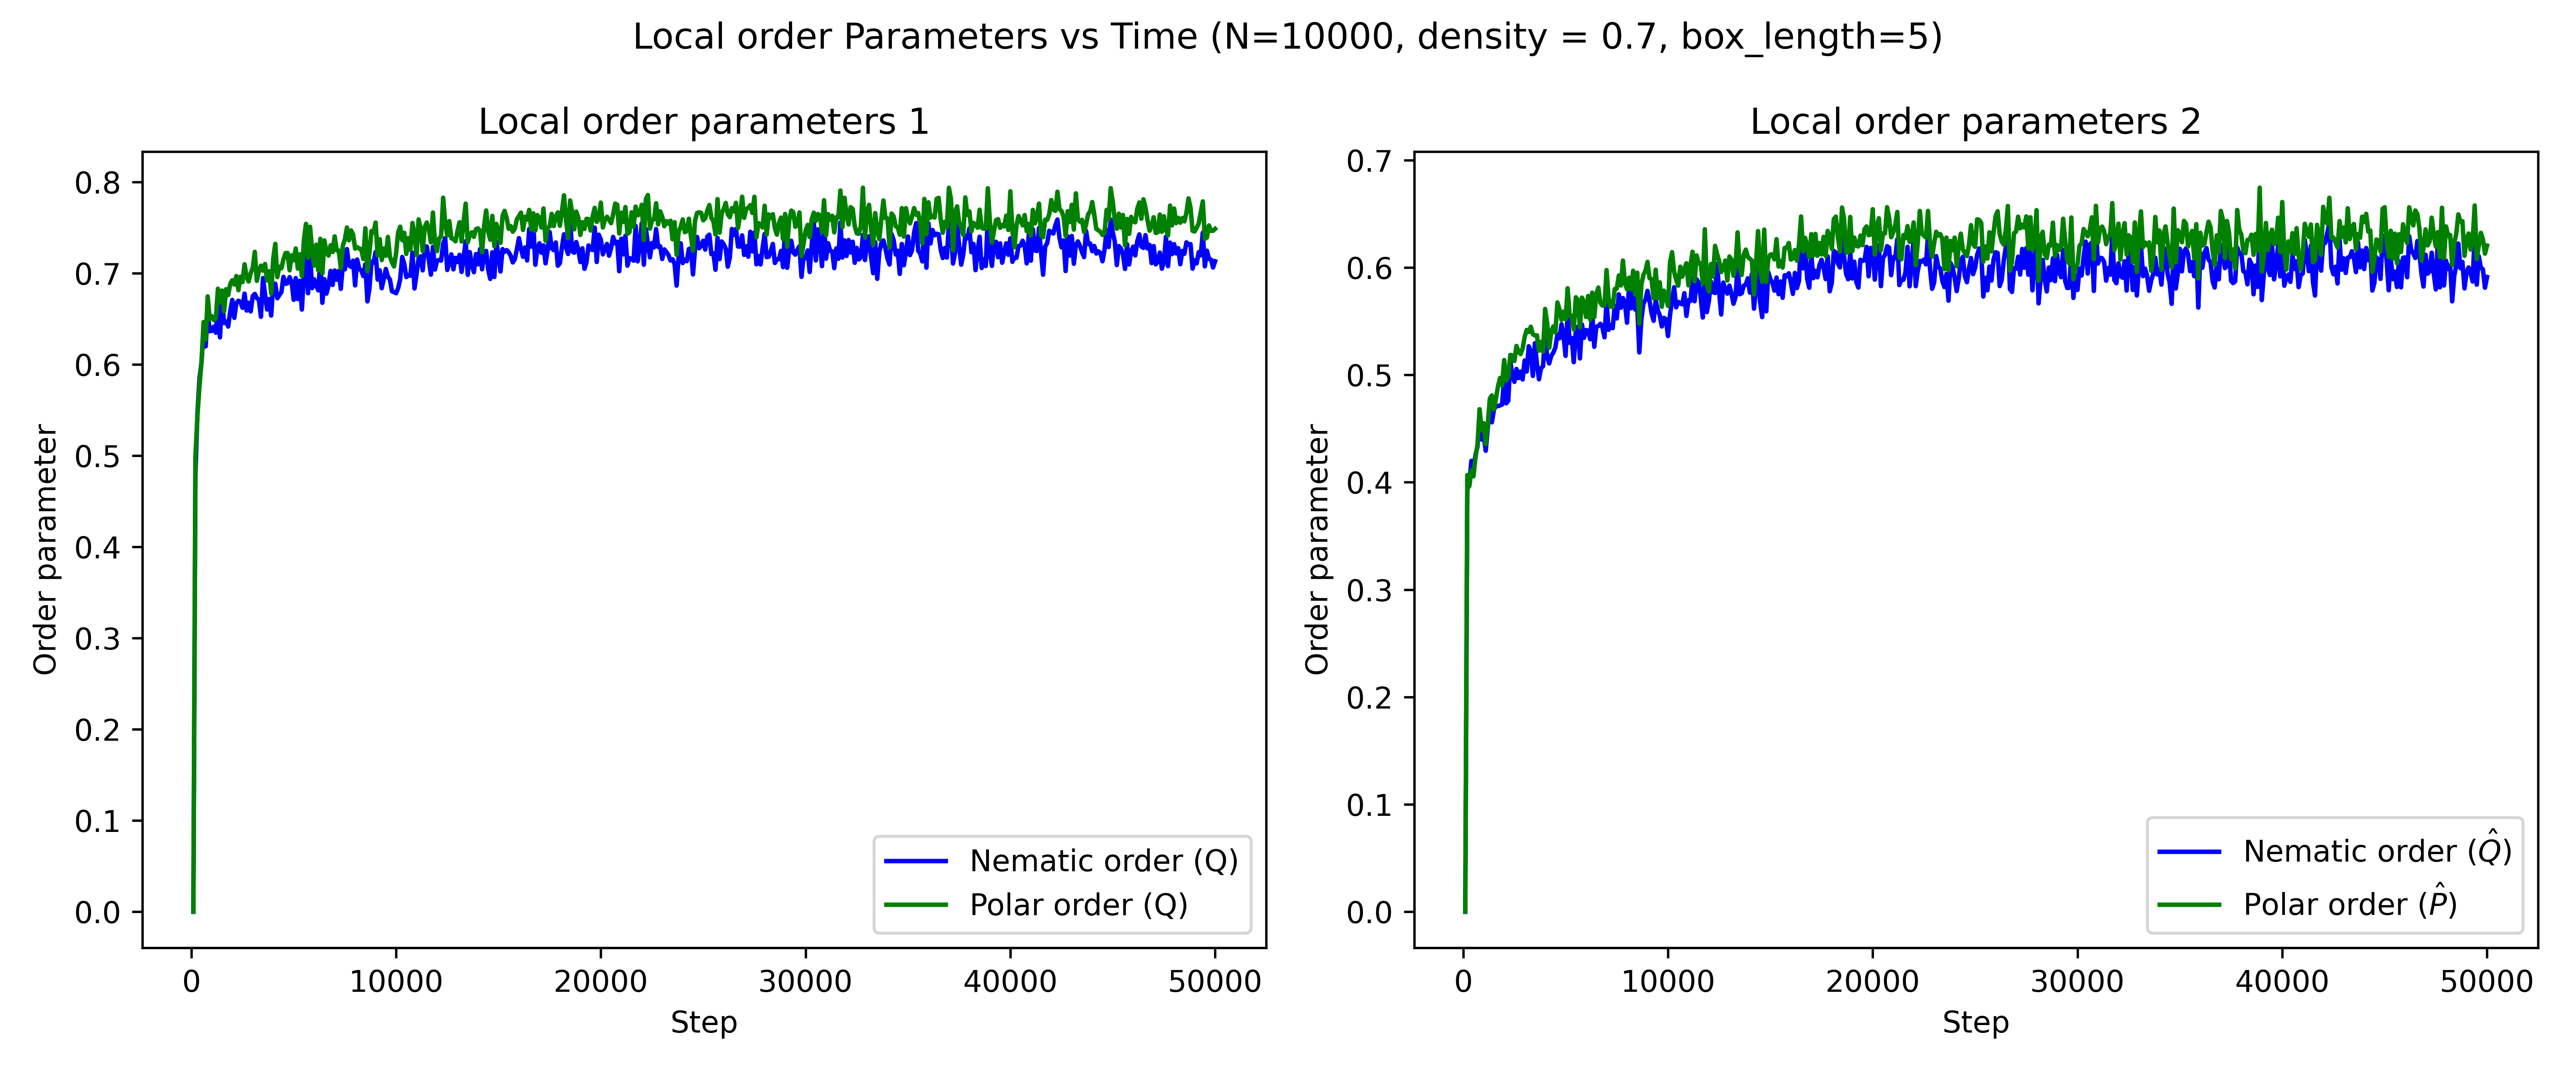 Local order Parameters vs Time (N=10000, density = 0.7, box_length=5)
Local order parameters 1
0.8
0.7
0.6
0.5
0.4
0.3
0.2
0.1
0.0
Order parameter
Nematic order (Q)
Polar order (Q)
0 10000 20000 30000 40000 50000
Step
Local order parameters 2
0.7
0.6
0.5
0.4
0.3
0.2
0.1
0.0
Order parameter
Nematic order (Q̂)
Polar order (P̂)
0 10000 20000 30000 40000 50000
Step